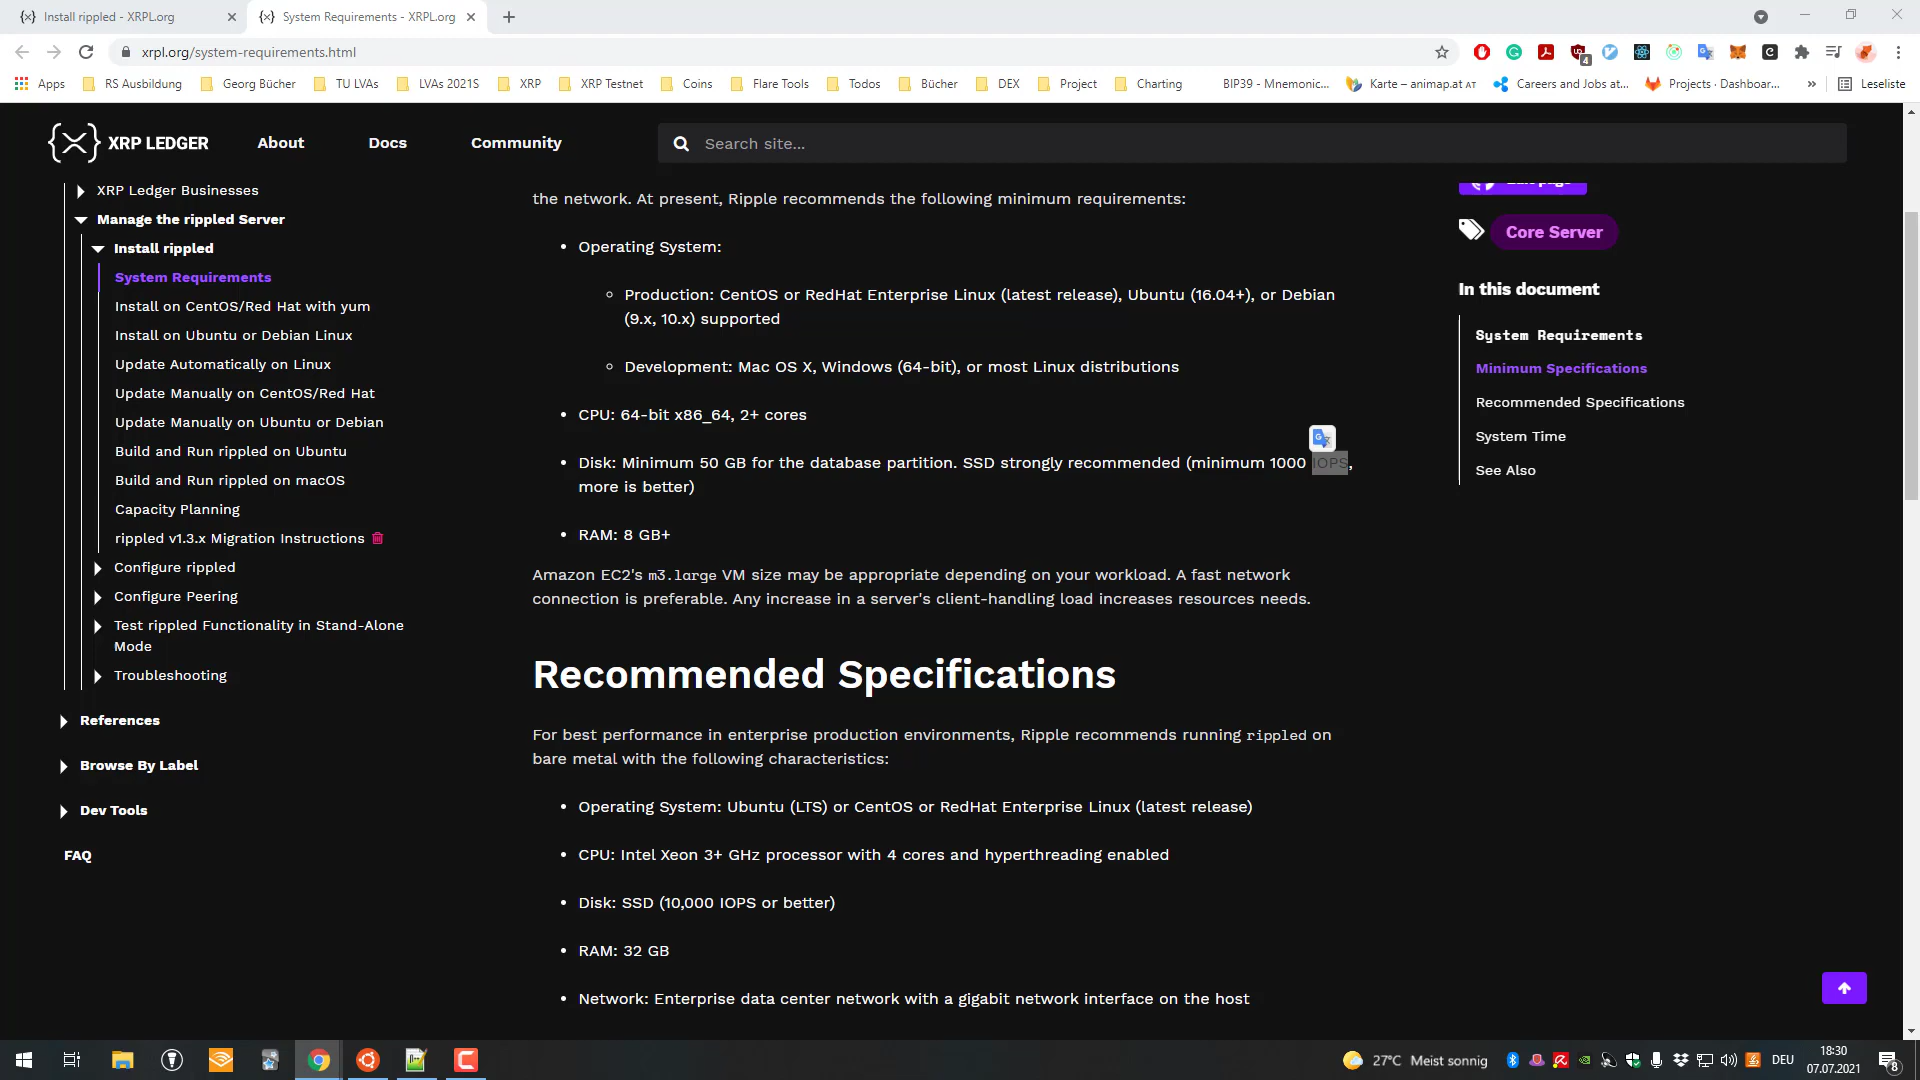 Install rippled - XRPL.org
System Requirements - XRPL.org
xrpl.org/system-requirements.html
4
Apps
RS Ausbildung
Georg Bücher
TU LVAs
LVAs 2021S
XRP
XRP Testnet
Coins
Flare Tools
Todos
Bücher
DEX
Project
Charting
BIP39 - Mnemonic...
Karte – animap.at AT
Careers and Jobs at...
Projects · Dashboar...
»
Leseliste
XRP LEDGER
About
Docs
Community
Search site...
XRP Ledger Businesses
Manage the rippled Server
Install rippled
System Requirements
Install on CentOS/Red Hat with yum
Install on Ubuntu or Debian Linux
Update Automatically on Linux
Update Manually on CentOS/Red Hat
Update Manually on Ubuntu or Debian
Build and Run rippled on Ubuntu
Build and Run rippled on macOS
Capacity Planning
rippled v1.3.x Migration Instructions
Configure rippled
Configure Peering
Test rippled Functionality in Stand-Alone
Mode
Troubleshooting
References
Browse By Label
Dev Tools
FAQ
the network. At present, Ripple recommends the following minimum requirements:
• Operating System:
◦ Production: CentOS or RedHat Enterprise Linux (latest release), Ubuntu (16.04+), or Debian
(9.x, 10.x) supported
◦ Development: Mac OS X, Windows (64-bit), or most Linux distributions
• CPU: 64-bit x86_64, 2+ cores
• Disk: Minimum 50 GB for the database partition. SSD strongly recommended (minimum 1000 IOPS,
more is better)
• RAM: 8 GB+
Amazon EC2's m3.large VM size may be appropriate depending on your workload. A fast network
connection is preferable. Any increase in a server's client-handling load increases resources needs.
Recommended Specifications
For best performance in enterprise production environments, Ripple recommends running rippled on
bare metal with the following characteristics:
• Operating System: Ubuntu (LTS) or CentOS or RedHat Enterprise Linux (latest release)
• CPU: Intel Xeon 3+ GHz processor with 4 cores and hyperthreading enabled
• Disk: SSD (10,000 IOPS or better)
• RAM: 32 GB
• Network: Enterprise data center network with a gigabit network interface on the host
Core Server
In this document
System Requirements
Minimum Specifications
Recommended Specifications
System Time
See Also
27°C Meist sonnig
DEU
18:30
07.07.2021
8